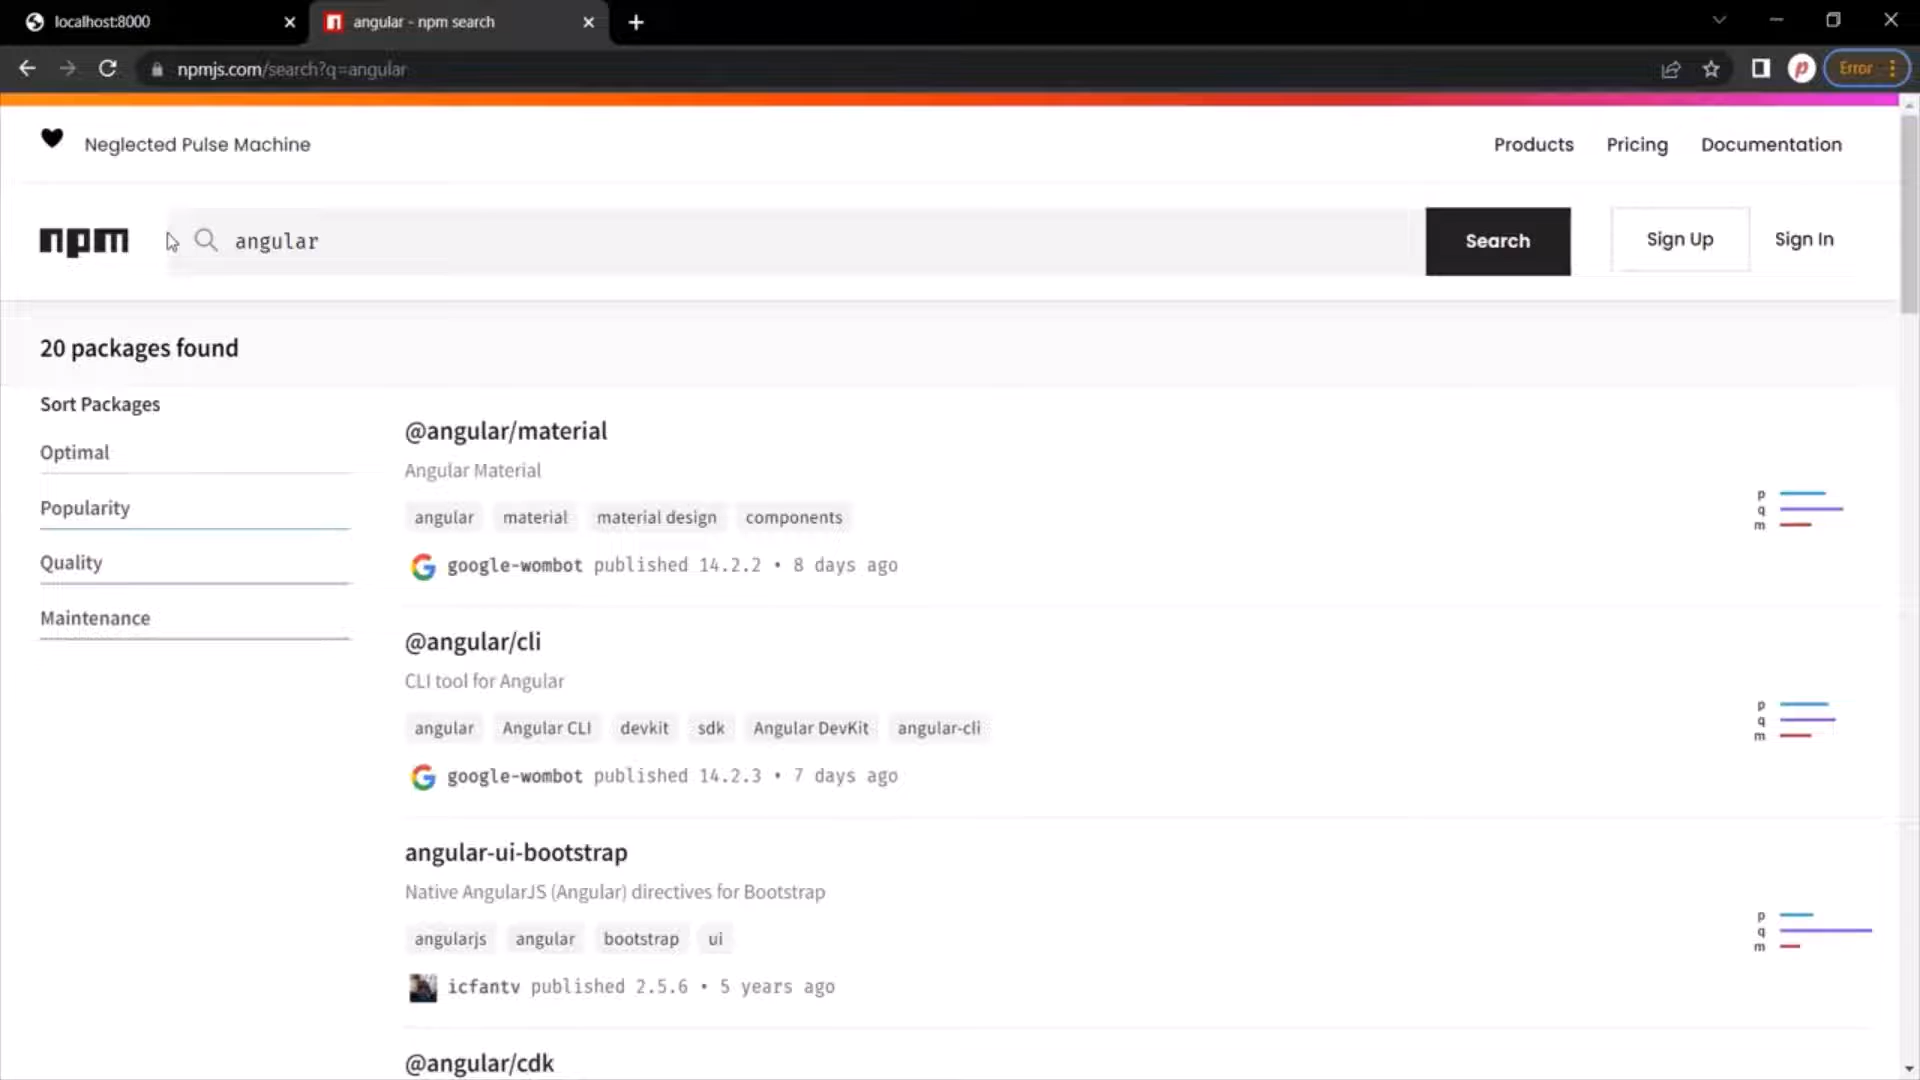 localhost:8000
angular - npm search
npmjs.com/search?q=angular
Error
Neglected Pulse Machine
Products
Pricing
Documentation
npm
angular
Search
Sign Up
Sign In
20 packages found
Sort Packages
Optimal
Popularity
Quality
Maintenance
@angular/material
Angular Material
angular material material design components
google-wombot published 14.2.2 • 8 days ago
p
q
m
@angular/cli
CLI tool for Angular
angular Angular CLI devkit sdk Angular DevKit angular-cli
google-wombot published 14.2.3 • 7 days ago
p
q
m
angular-ui-bootstrap
Native AngularJS (Angular) directives for Bootstrap
angularjs angular bootstrap ui
icfantv published 2.5.6 • 5 years ago
p
q
m
@angular/cdk